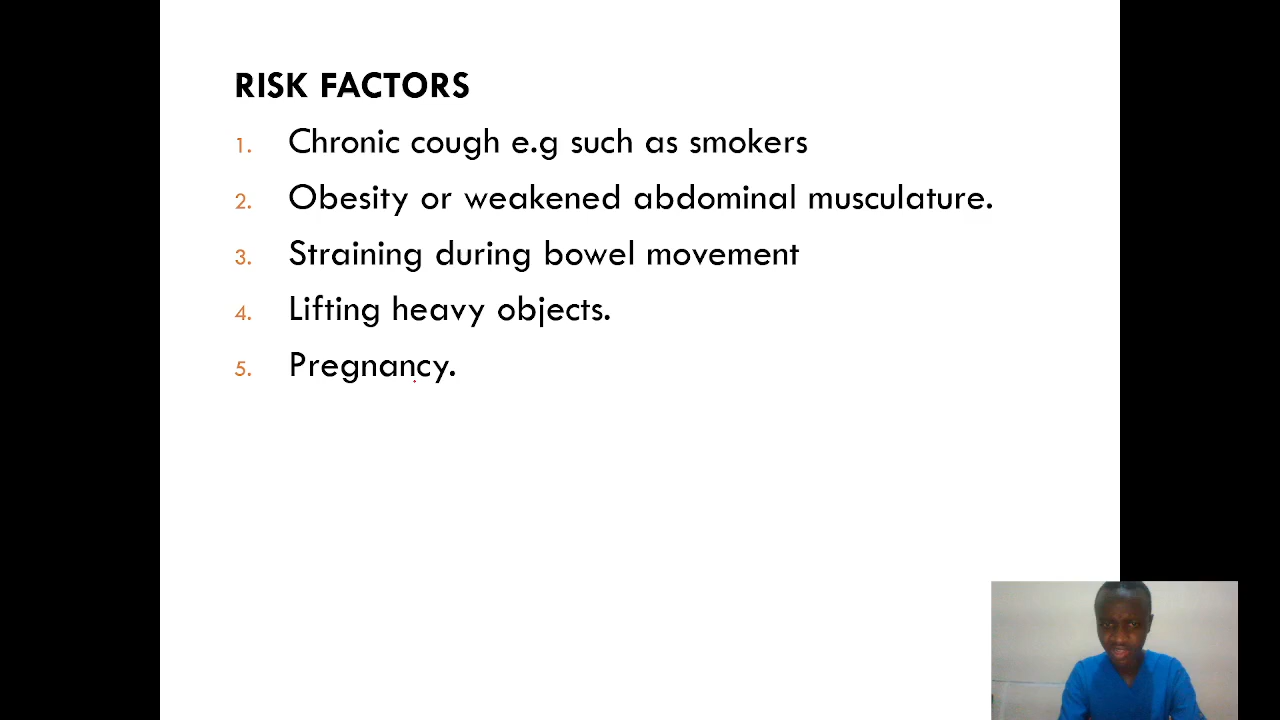 RISK FACTORS
1. Chronic cough e.g such as smokers
2. Obesity or weakened abdominal musculature.
3. Straining during bowel movement
4. Lifting heavy objects.
5. Pregnancy.